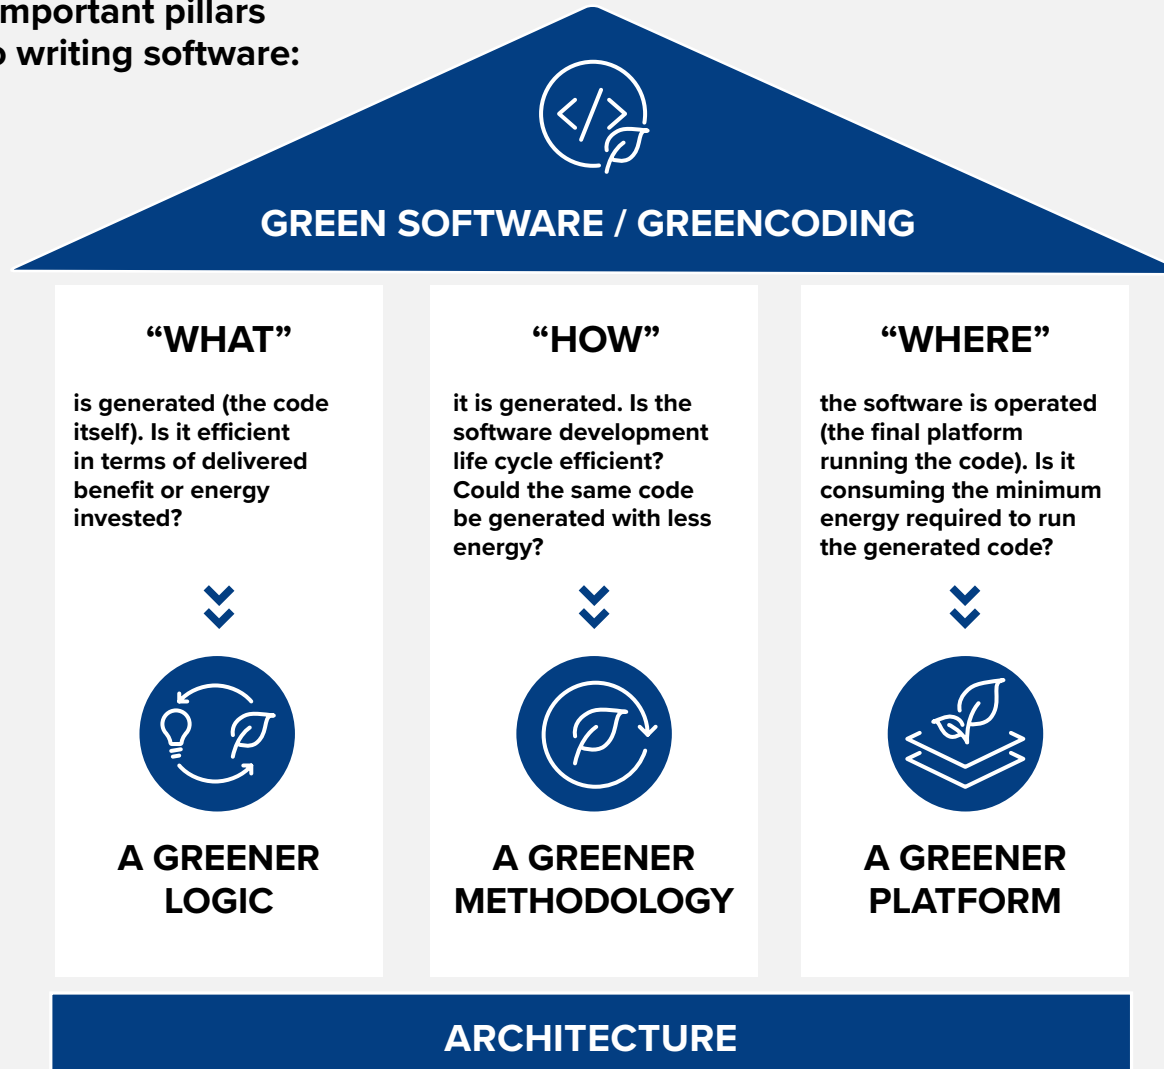 important pillars
writing software:
GREEN SOFTWARE / GREENCODING
“WHAT”
is generated (the code
itself). Is it efficient
in terms of delivered
benefit or energy
invested?
A GREENER
LOGIC
“HOW”
it is generated. Is the
software development
life cycle efficient?
Could the same code
be generated with less
energy?
A GREENER
METHODOLOGY
“WHERE”
the software is operated
(the final platform
running the code). Is it
consuming the minimum
energy required to run
the generated code?
A GREENER
PLATFORM
ARCHITECTURE